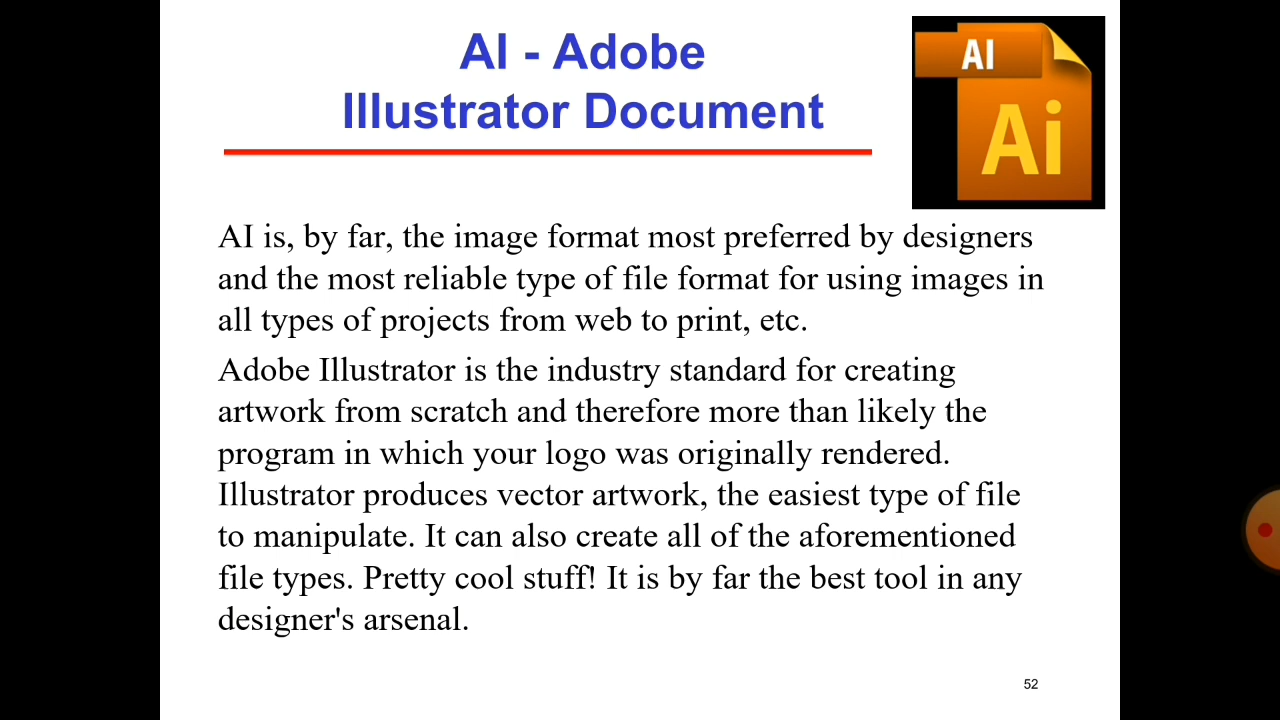 AI - Adobe
Illustrator Document
AI
Ai
AI is, by far, the image format most preferred by designers
and the most reliable type of file format for using images in
all types of projects from web to print, etc.
Adobe Illustrator is the industry standard for creating
artwork from scratch and therefore more than likely the
program in which your logo was originally rendered.
Illustrator produces vector artwork, the easiest type of file
to manipulate. It can also create all of the aforementioned
file types. Pretty cool stuff! It is by far the best tool in any
designer's arsenal.
52